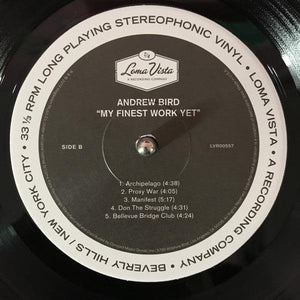 33 ⅓ RPM LONG PLAYING STEREOPHONIC VINYL • LOMA VISTA • A RECORDING COMPANY • BEVERLY HILLS / NEW YORK CITY •
Loma Vista
A RECORDING COMPANY
ANDREW BIRD
"MY FINEST WORK YET"
SIDE B
LVR00557
1. Archipelago (4:38)
2. Proxy War (4:05)
3. Manifest (5:17)
4. Don The Struggle (4:31)
5. Bellevue Bridge Club (4:24)